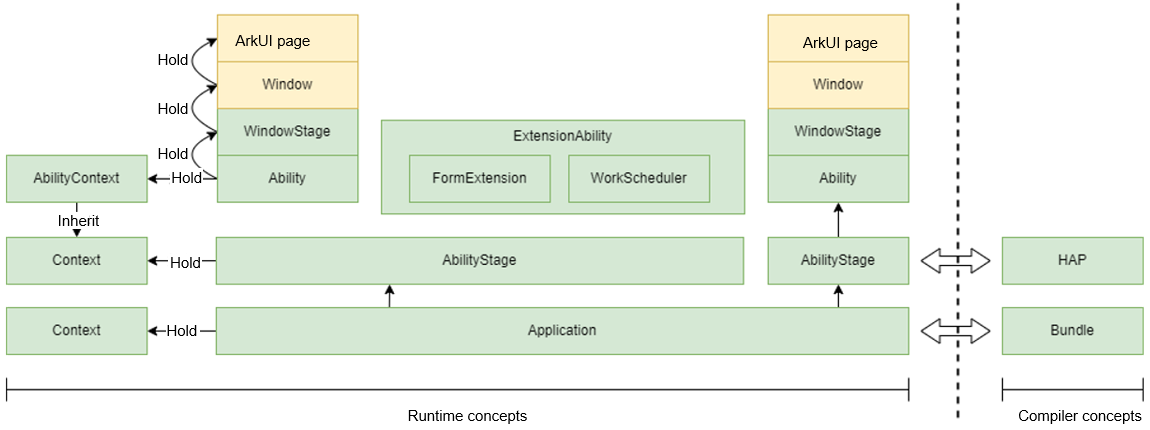 ArkUI page
ArkUI page
Hold
Window
Window
Hold
WindowStage
ExtensionAbility
WindowStage
Hold
AbilityContext
Hold
Ability
FormExtension
WorkScheduler
Ability
Inherit
Context
Hold
AbilityStage
AbilityStage
HAP
Context
Hold
Application
Bundle
Runtime concepts
Compiler concepts